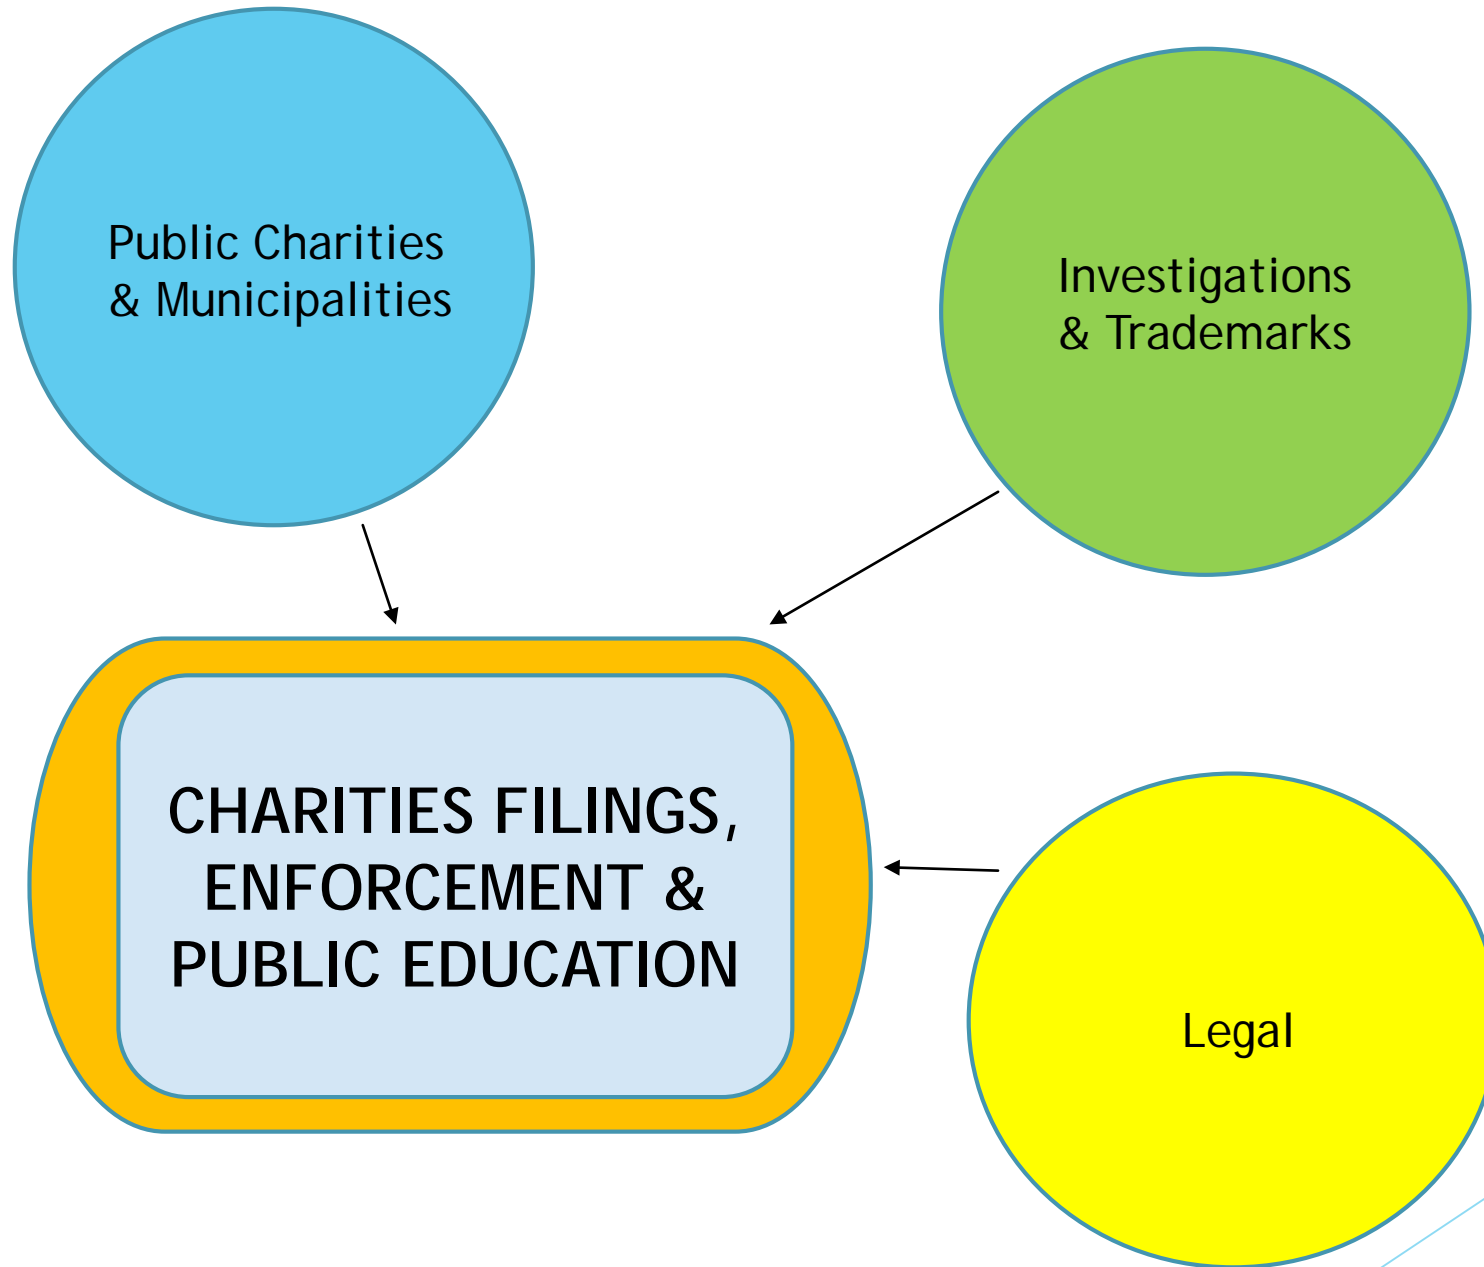 Public Charities
& Municipalities
Investigations
& Trademarks
CHARITIES FILINGS,
ENFORCEMENT &
PUBLIC EDUCATION
Legal